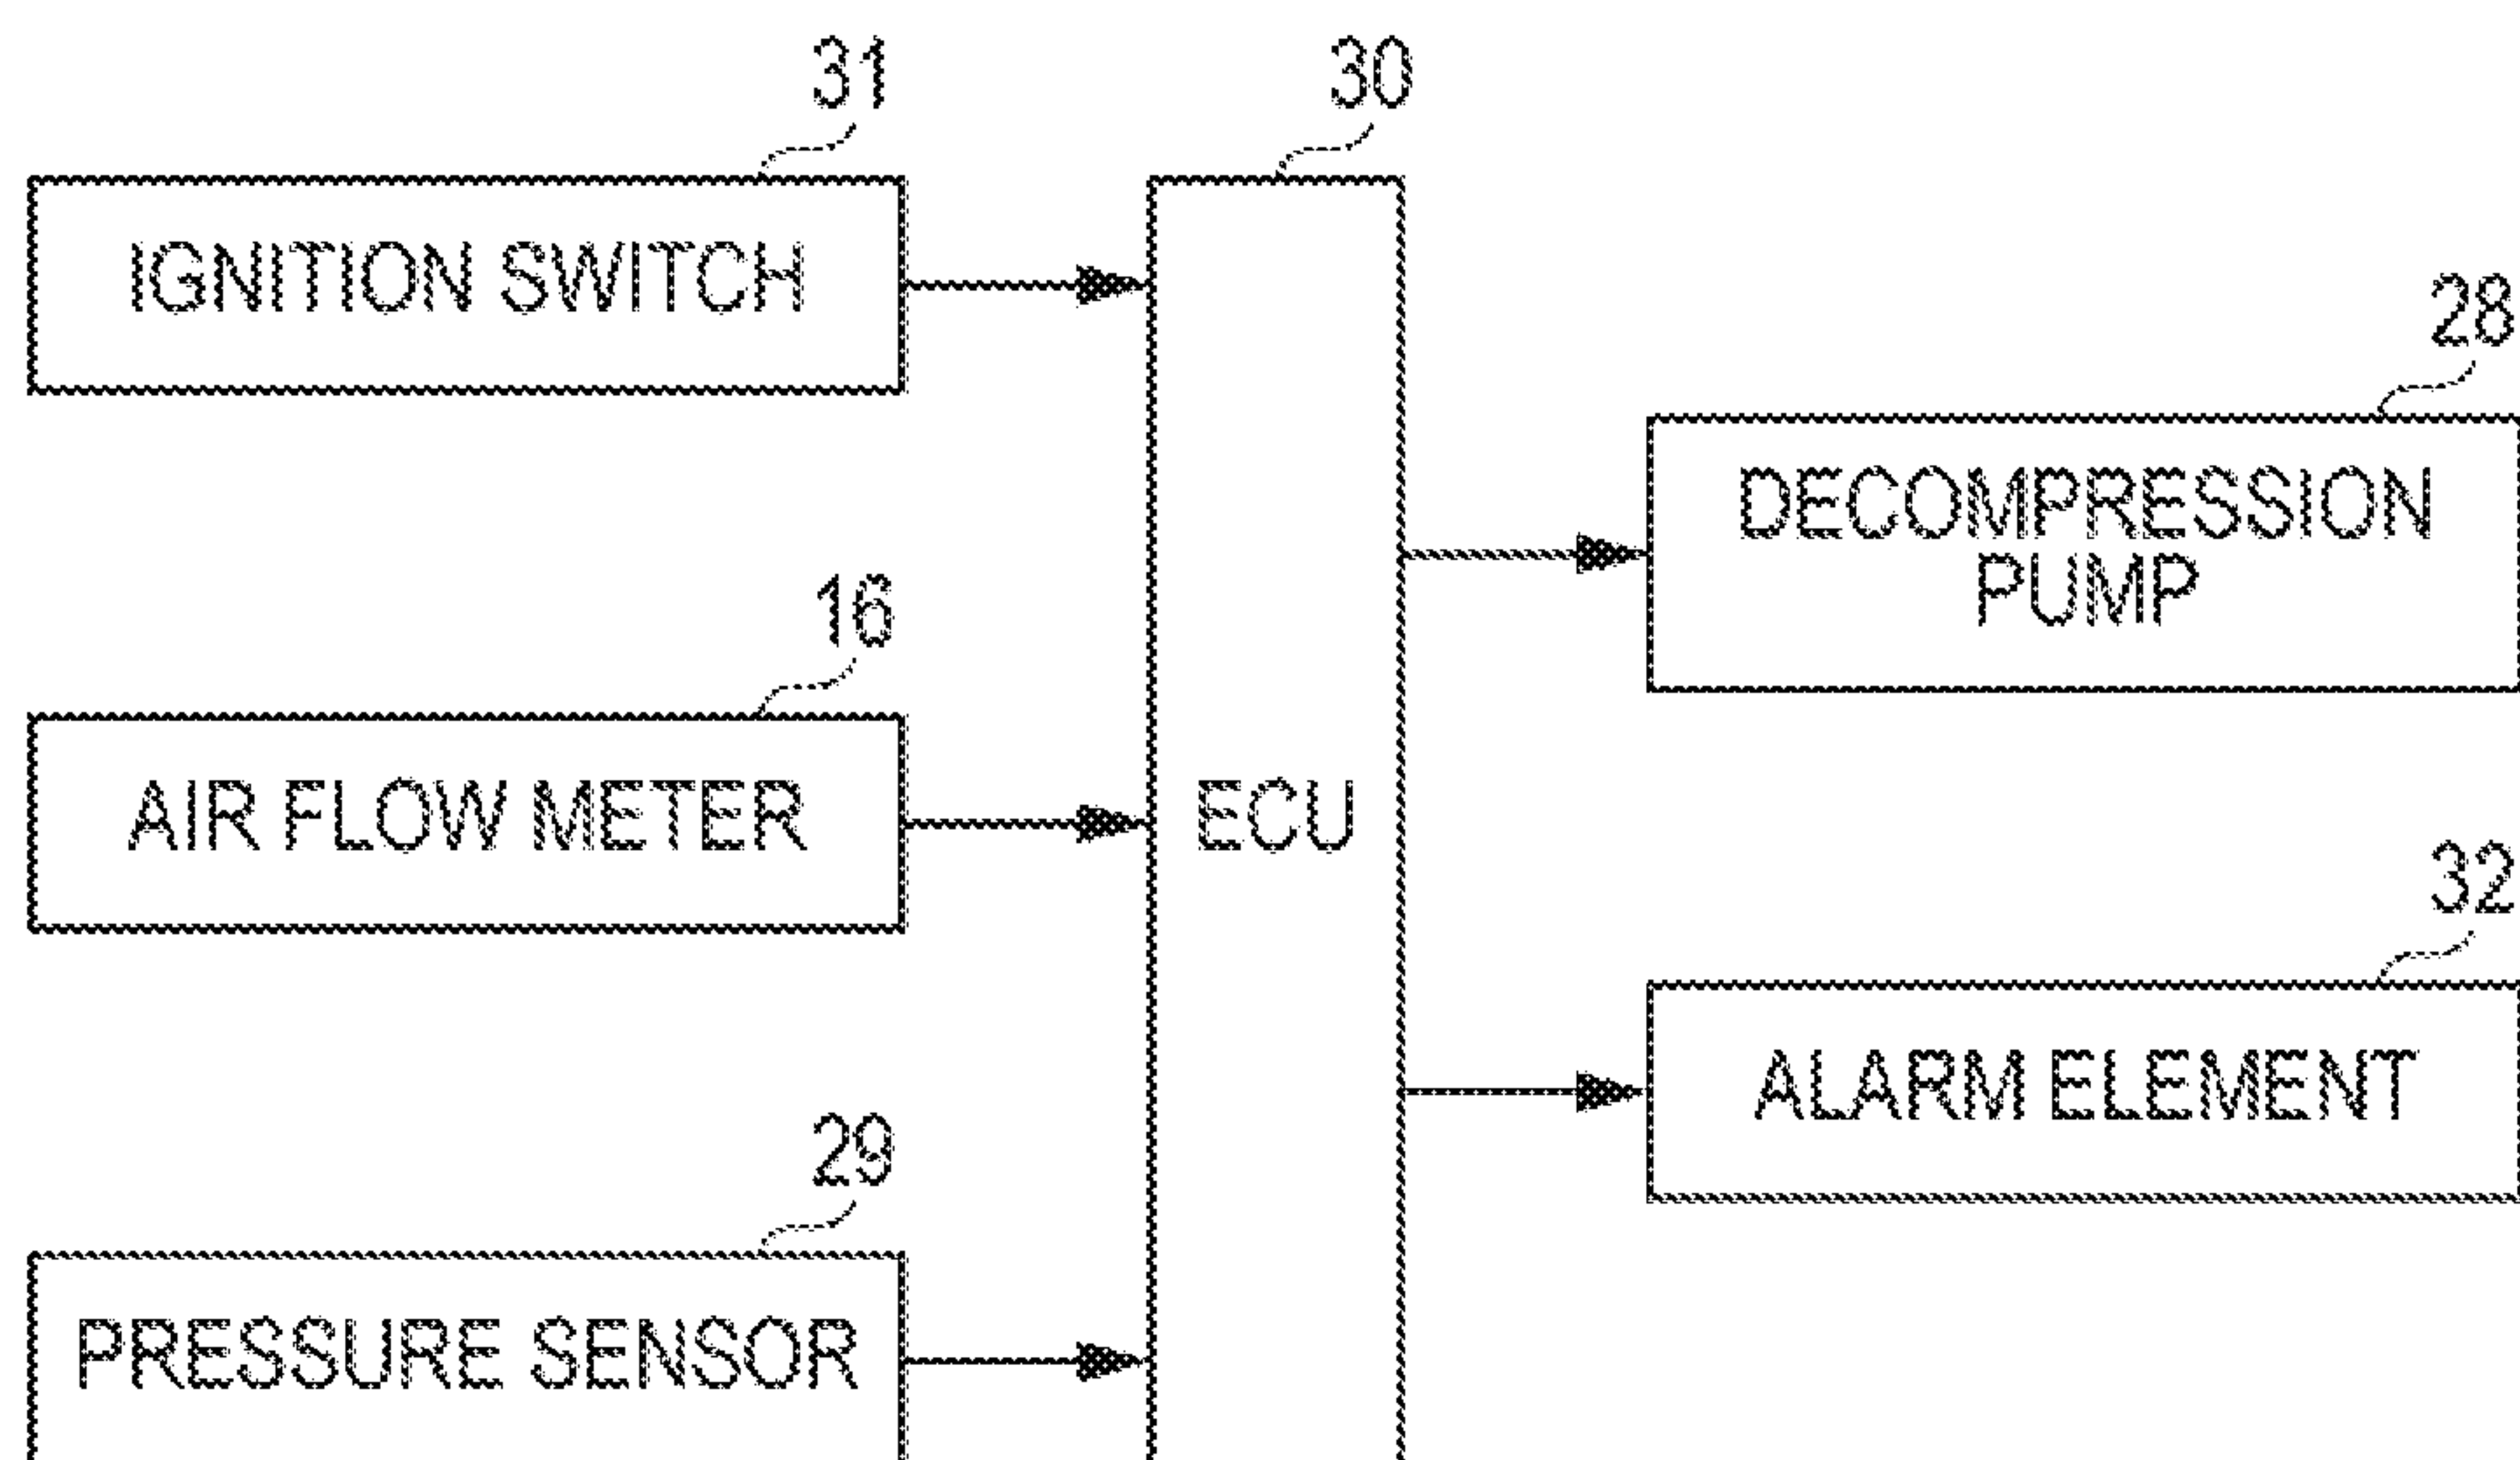 31
30
IGNITION SWITCH
28
DECOMPRESSION
PUMP
16
AIR FLOW METER
ECU
32
ALARM ELEMENT
29
PRESSURE SENSOR